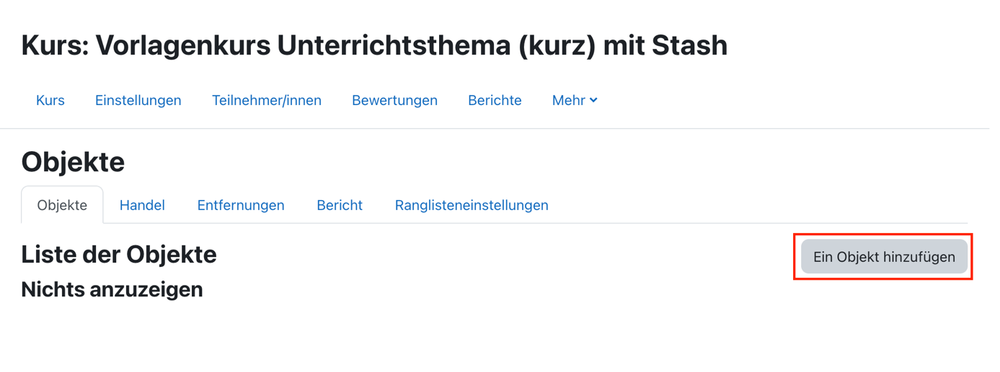 Kurs: Vorlagenkurs Unterrichtsthema (kurz) mit Stash
Kurs Einstellungen Teilnehmer/innen Bewertungen Berichte Mehr
Objekte
Objekte Handel Entfernungen Bericht Ranglisteneinstellungen
Liste der Objekte Ein Objekt hinzufügen
Nichts anzuzeigen